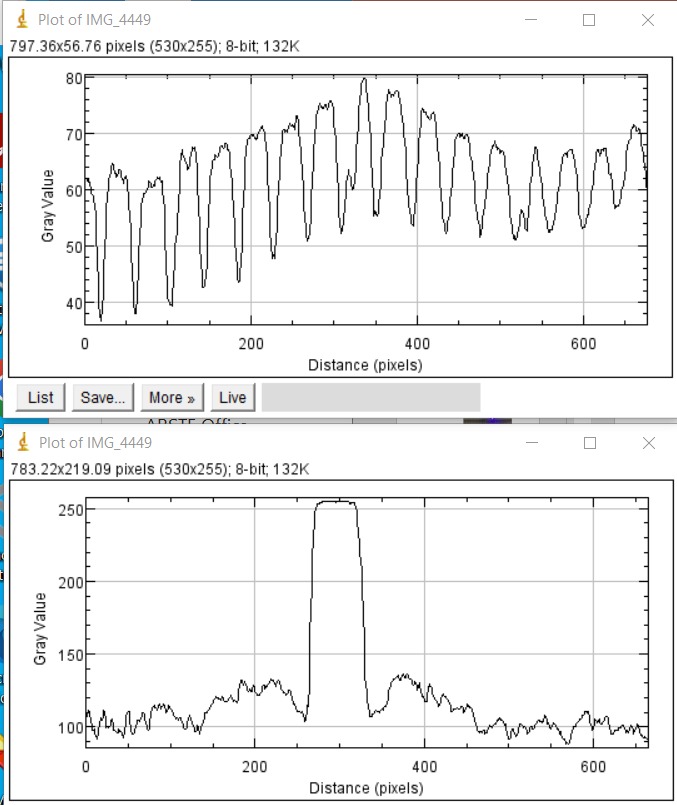 Plot of IMG_4449
797.36x56.76 pixels (530x255); 8-bit; 132K
80
70
60
50
40
Gray Value
0 200 400 600
Distance (pixels)
List Save... More » Live
Plot of IMG_4449
783.22x219.09 pixels (530x255); 8-bit; 132K
250
200
150
100
Gray Value
0 200 400 600
Distance (pixels)